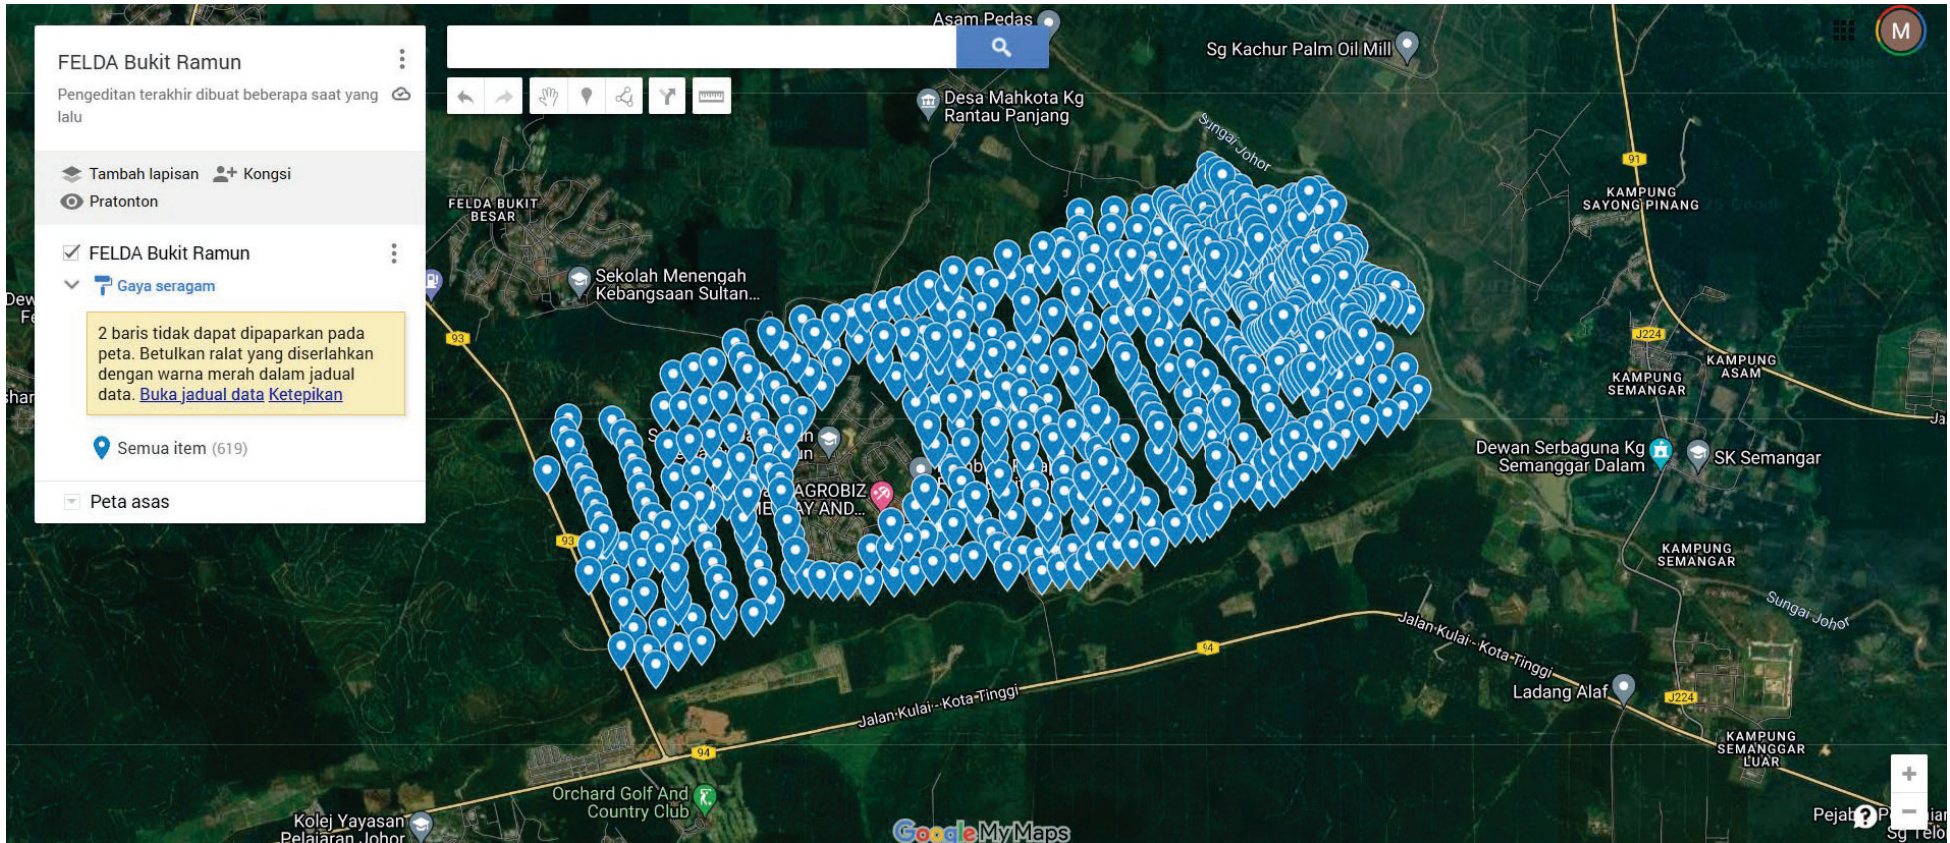 FELDA Bukit Ramun
Pengeditan terakhir dibuat beberapa saat yang
lalu
Tambah lapisan
Kongsi
Pratonton
FELDA Bukit Ramun
Gaya seragam
2 baris tidak dapat dipaparkan pada
peta. Betulkan ralat yang diserlahkan
dengan warna merah dalam jadual
data. Buka jadual data Ketepikan
Semua item (619)
Peta asas
M
Asam Pedas
Sg Kachur Palm Oil Mill
Desa Mahkota Kg
Rantau Panjang
Sungai Johor
91
KAMPUNG
SAYONG PINANG
FELDA BUKIT
BESAR
Sekolah Menengah
Kebangsaan Sultan...
93
J224
KAMPUNG
ASAM
KAMPUNG
SEMANGAR
Dewan Serbaguna Kg
Semanggar Dalam
SK Semangar
AGROBIZ
AY AND...
93
KAMPUNG
SEMANGAR
Sungai Johor
94
Jalan Kulai - Kota Tinggi
Ladang Alaf
J224
Jalan Kulai - Kota Tinggi
KAMPUNG
SEMANGGAR
LUAR
94
Orchard Golf And
Country Club
Kolej Yayasan
Pelajaran Johor
Google My Maps